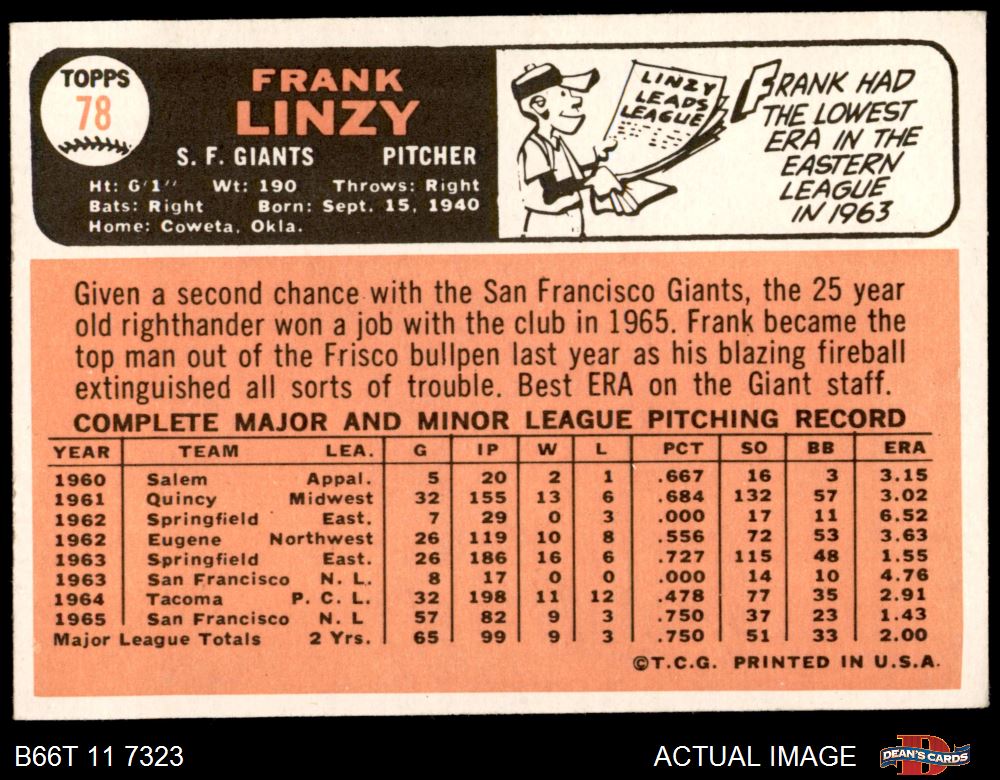 TOPPS
78
FRANK
LINZY
S. F. GIANTS PITCHER
Ht: 6'1" Wt: 190 Throws: Right
Bats: Right Born: Sept. 15, 1940
Home: Coweta, Okla.
LINZY
LEADS
LEAGUE
FRANK HAD
THE LOWEST
ERA IN THE
EASTERN
LEAGUE
IN 1963
Given a second chance with the San Francisco Giants, the 25 year
old righthander won a job with the club in 1965. Frank became the
top man out of the Frisco bullpen last year as his blazing fireball
extinguished all sorts of trouble. Best ERA on the Giant staff.
COMPLETE MAJOR AND MINOR LEAGUE PITCHING RECORD
YEAR TEAM LEA. G IP W L PCT SO BB ERA
1960 Salem Appal. 5 20 2 1 .667 16 3 3.15
1961 Quincy Midwest 32 155 13 6 .684 132 57 3.02
1962 Springfield East. 7 29 0 3 .000 17 11 6.52
1962 Eugene Northwest 26 119 10 8 .556 72 53 3.63
1963 Springfield East. 26 186 16 6 .727 115 48 1.55
1963 San Francisco N. L. 8 17 0 0 .000 14 10 4.76
1964 Tacoma P. C. L. 32 198 11 12 .478 77 35 2.91
1965 San Francisco N. L 57 82 9 3 .750 37 23 1.43
Major League Totals 2 Yrs. 65 99 9 3 .750 51 33 2.00
©T.C.G. PRINTED IN U.S.A.
B66T 11 7323 ACTUAL IMAGE
D
DEAN'S CARDS